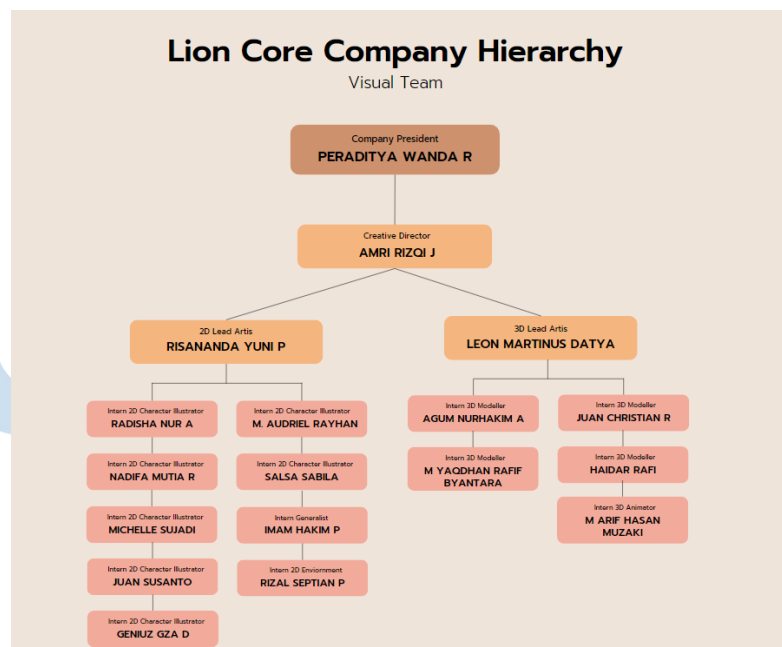 Lion Core Company Hierarchy
Visual Team
Company President
PERADITYA WANDA R
Creative Director
AMRI RIZQI J
2D Lead Artis
RISANANDA YUNI P
3D Lead Artis
LEON MARTINUS DATYA
Intern 2D Character Illustrator
RADISHA NUR A
Intern 2D Character Illustrator
NADIFA MUTIA R
Intern 2D Character Illustrator
MICHELLE SUJADI
Intern 2D Character Illustrator
JUAN SUSANTO
Intern 2D Character Illustrator
GENIUZ GZA D
Intern 2D Character Illustrator
M. AUDRIEL RAYHAN
Intern 2D Character Illustrator
SALSA SABILA
Intern Generalist
IMAM HAKIM P
Intern 2D Enviornment
RIZAL SEPTIAN P
Intern 3D Modeller
AGUM NURHAKIM A
Intern 3D Modeller
M YAQDHAN RAFIF
BYANTARA
Intern 3D Modeller
JUAN CHRISTIAN R
Intern 3D Modeller
HAIDAR RAFI
Intern 3D Animator
M ARIF HASAN
MUZAKI